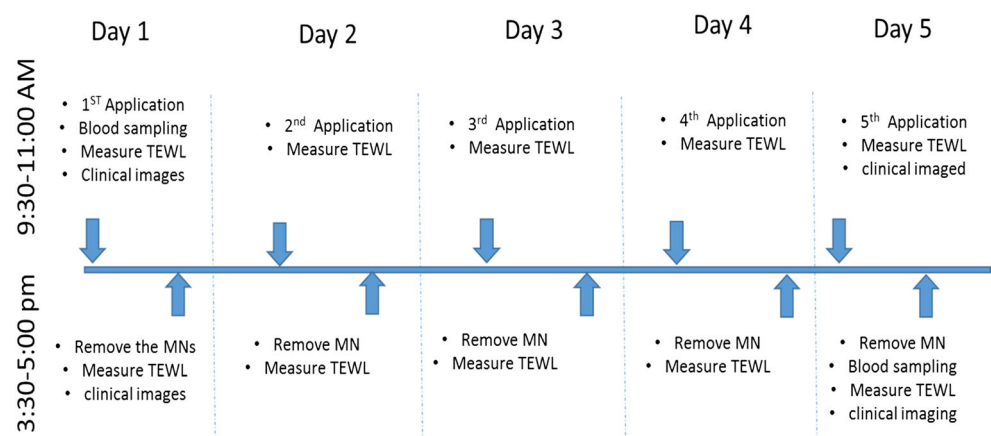 Day 1
Day 2
Day 3
Day 4
Day 5
9:30-11:00 AM
• 1ST Application
• Blood sampling
• Measure TEWL
• Clinical images
• 2nd Application
• Measure TEWL
• 3rd Application
• Measure TEWL
• 4th Application
• Measure TEWL
• 5th Application
• Measure TEWL
• clinical imaged
3:30-5:00 pm
• Remove the MNs
• Measure TEWL
• clinical images
• Remove MN
• Measure TEWL
• Remove MN
• Measure TEWL
• Remove MN
• Measure TEWL
• Remove MN
• Blood sampling
• Measure TEWL
• clinical imaging